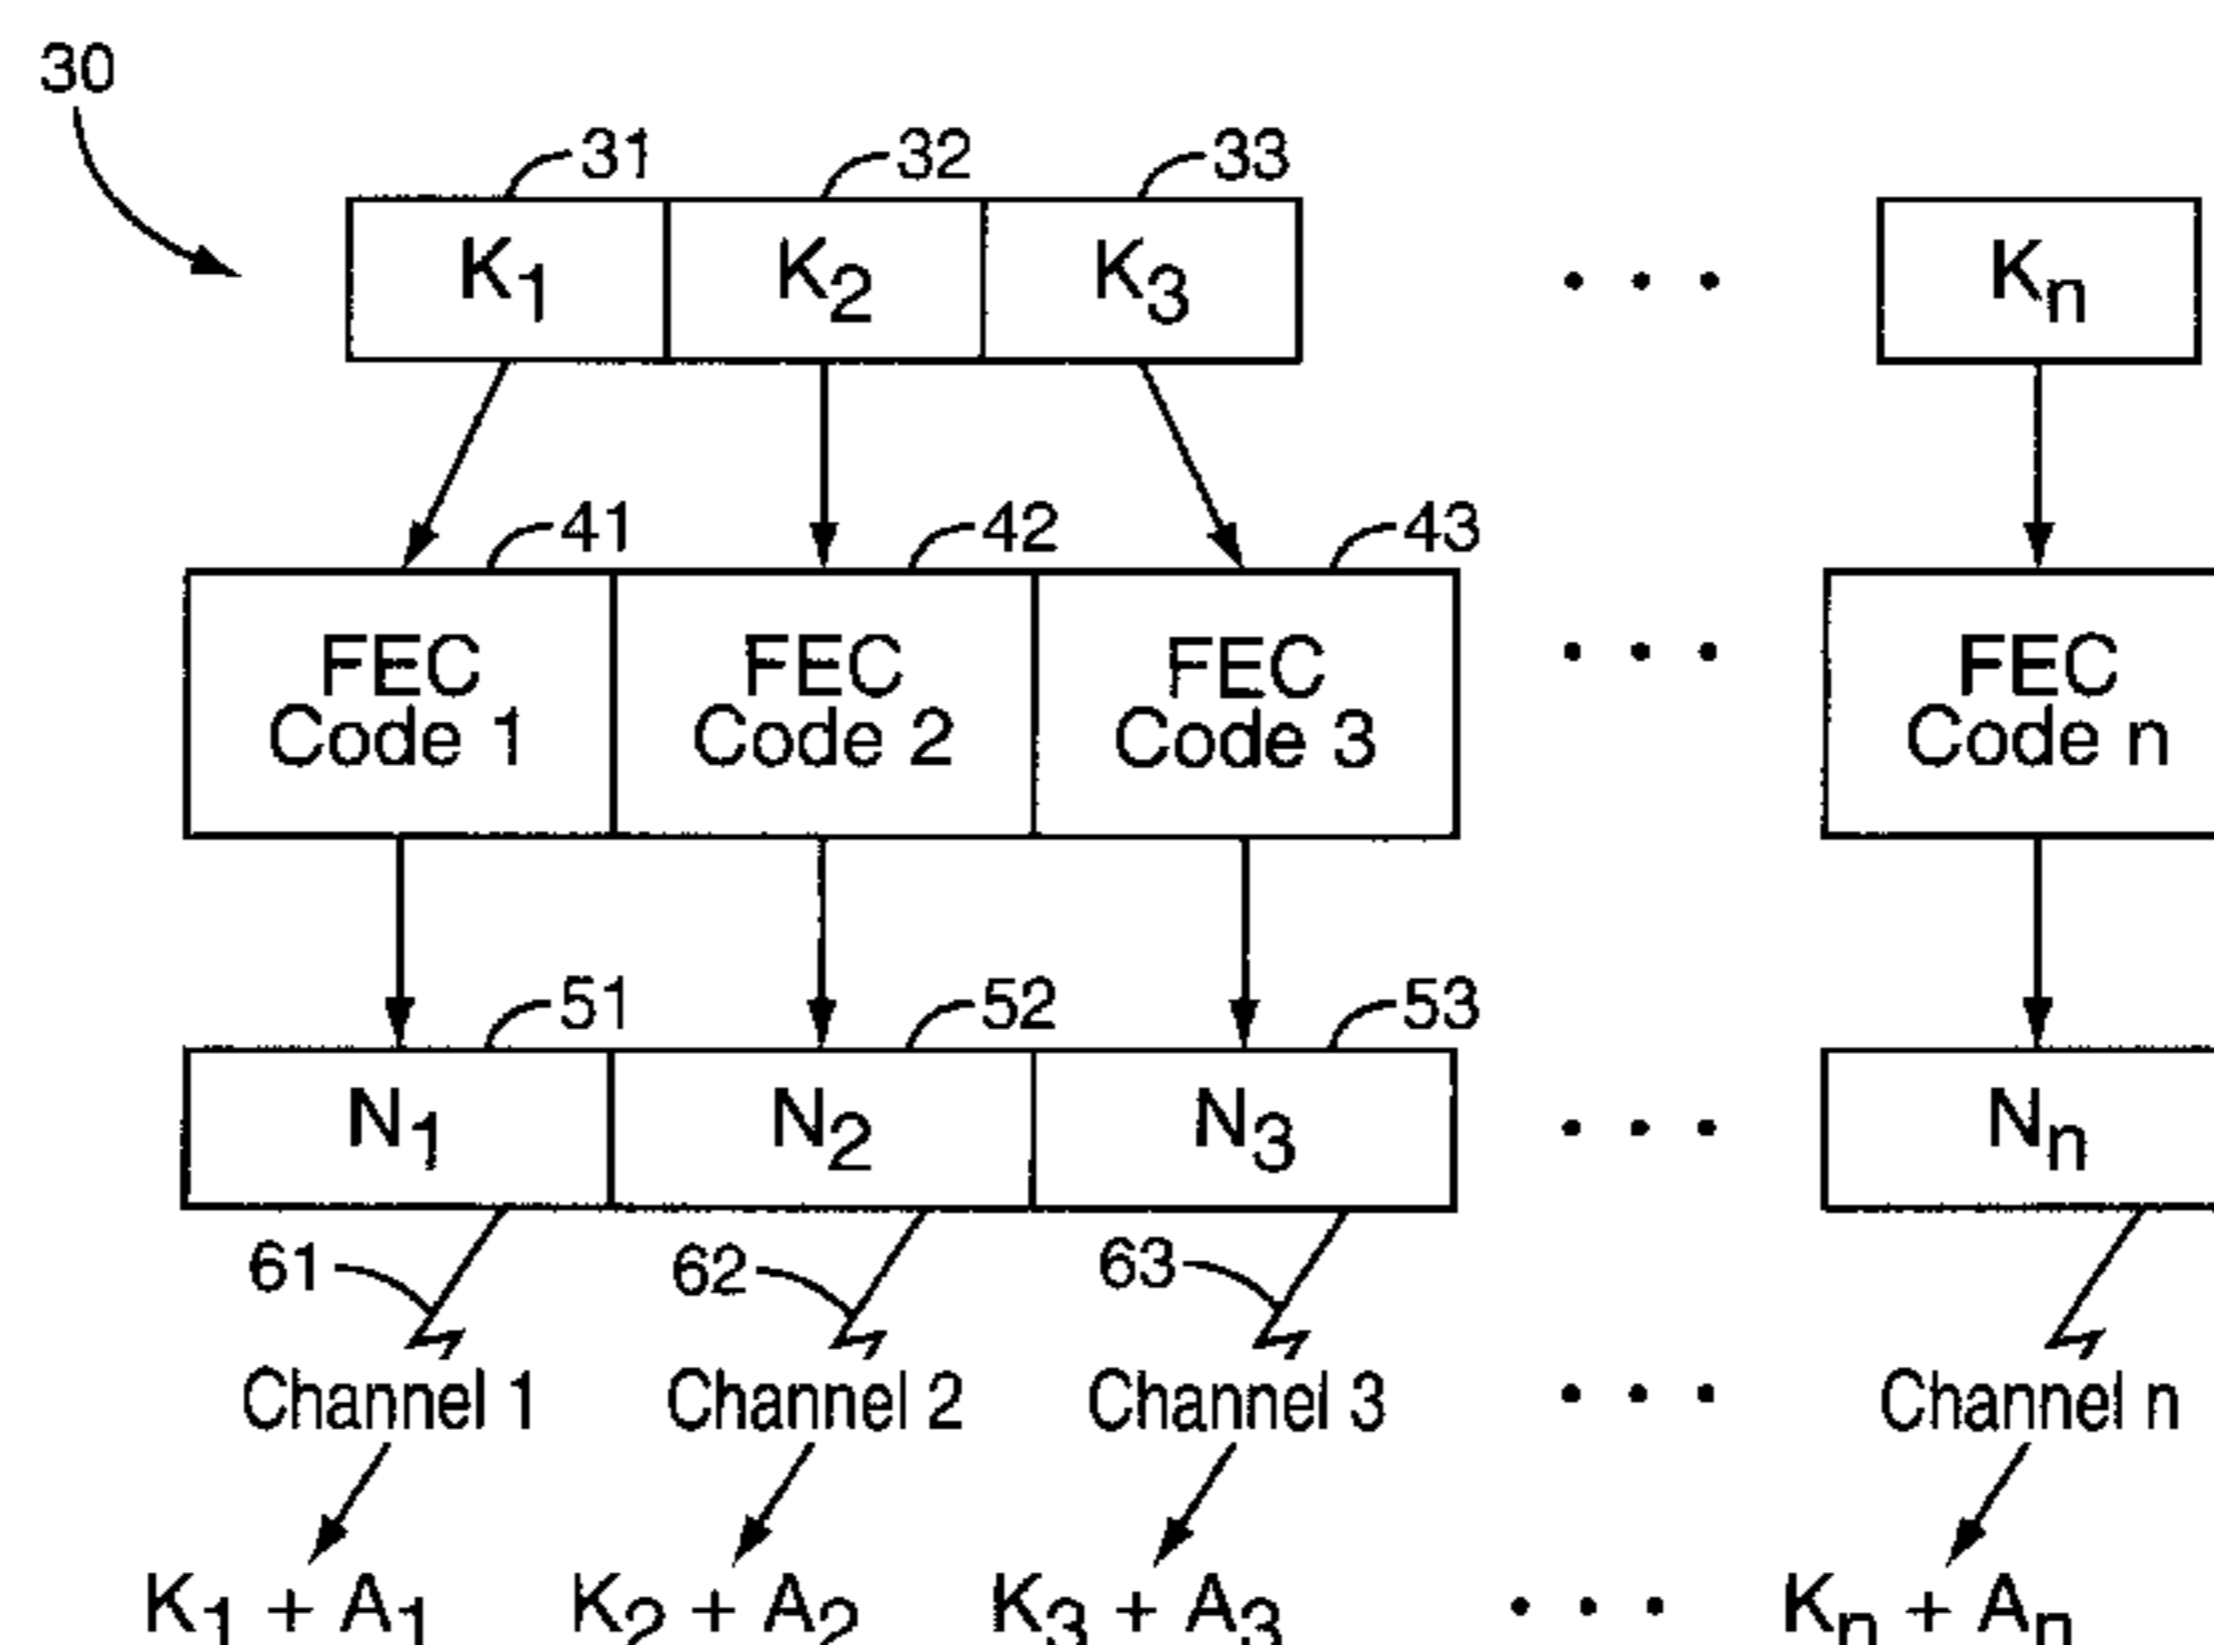 30
31 32 33
K1 K2 K3 • • • Kn
41 42 43
FEC Code 1 FEC Code 2 FEC Code 3 • • • FEC Code n
51 52 53
N1 N2 N3 • • • Nn
61 62 63
Channel 1 Channel 2 Channel 3 • • • Channel n
K1 + A1 K2 + A2 K3 + A3 • • • Kn + An